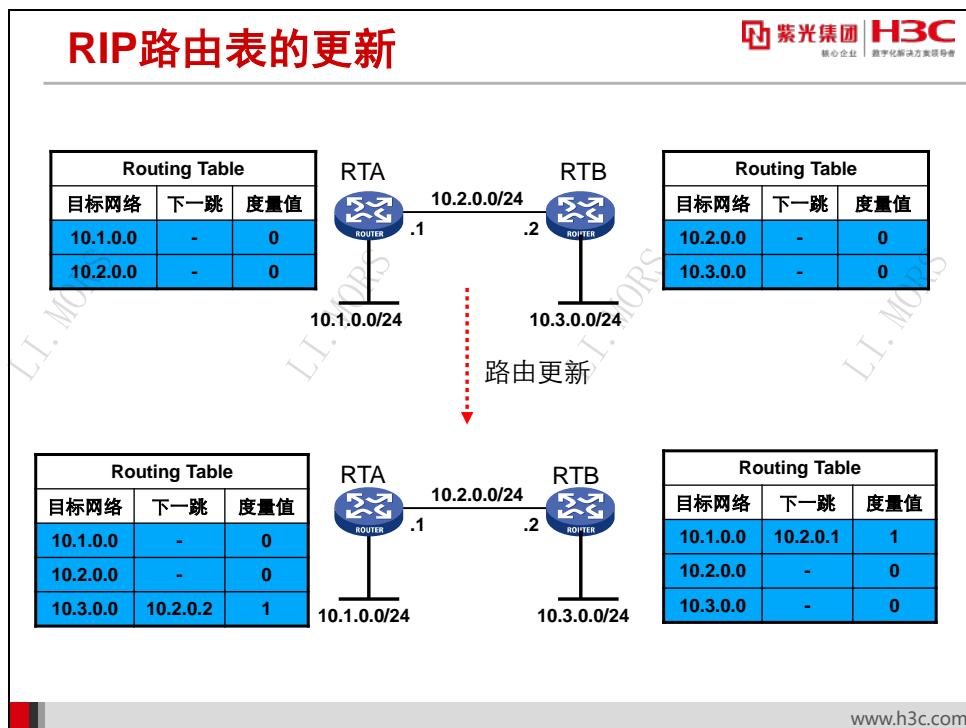 RIP路由表的更新
紫光集团 H3C
核心企业 数字化解决方案领导者
Routing Table
目标网络 下一跳 度量值
10.1.0.0 - 0
10.2.0.0 - 0
RTA
RTB
10.2.0.0/24
.1
.2
ROUTER
ROUTER
10.1.0.0/24
10.3.0.0/24
Routing Table
目标网络 下一跳 度量值
10.2.0.0 - 0
10.3.0.0 - 0
LI. MORS
LI. MORS
LI. MORS
LI. MORS
路由更新
Routing Table
目标网络 下一跳 度量值
10.1.0.0 - 0
10.2.0.0 - 0
10.3.0.0 10.2.0.2 1
RTA
RTB
10.2.0.0/24
.1
.2
ROUTER
ROUTER
10.1.0.0/24
10.3.0.0/24
Routing Table
目标网络 下一跳 度量值
10.1.0.0 10.2.0.1 1
10.2.0.0 - 0
10.3.0.0 - 0
www.h3c.com